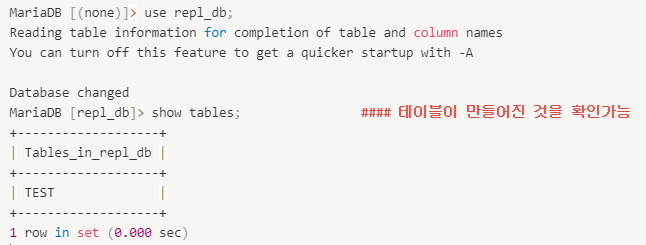 MariaDB [(none)]> use repl_db;
Reading table information for completion of table and column names
You can turn off this feature to get a quicker startup with -A

Database changed
MariaDB [repl_db]> show tables;                 #### 테이블이 만들어진 것을 확인가능
+-------------------+
| Tables_in_repl_db |
+-------------------+
| TEST              |
+-------------------+
1 row in set (0.000 sec)